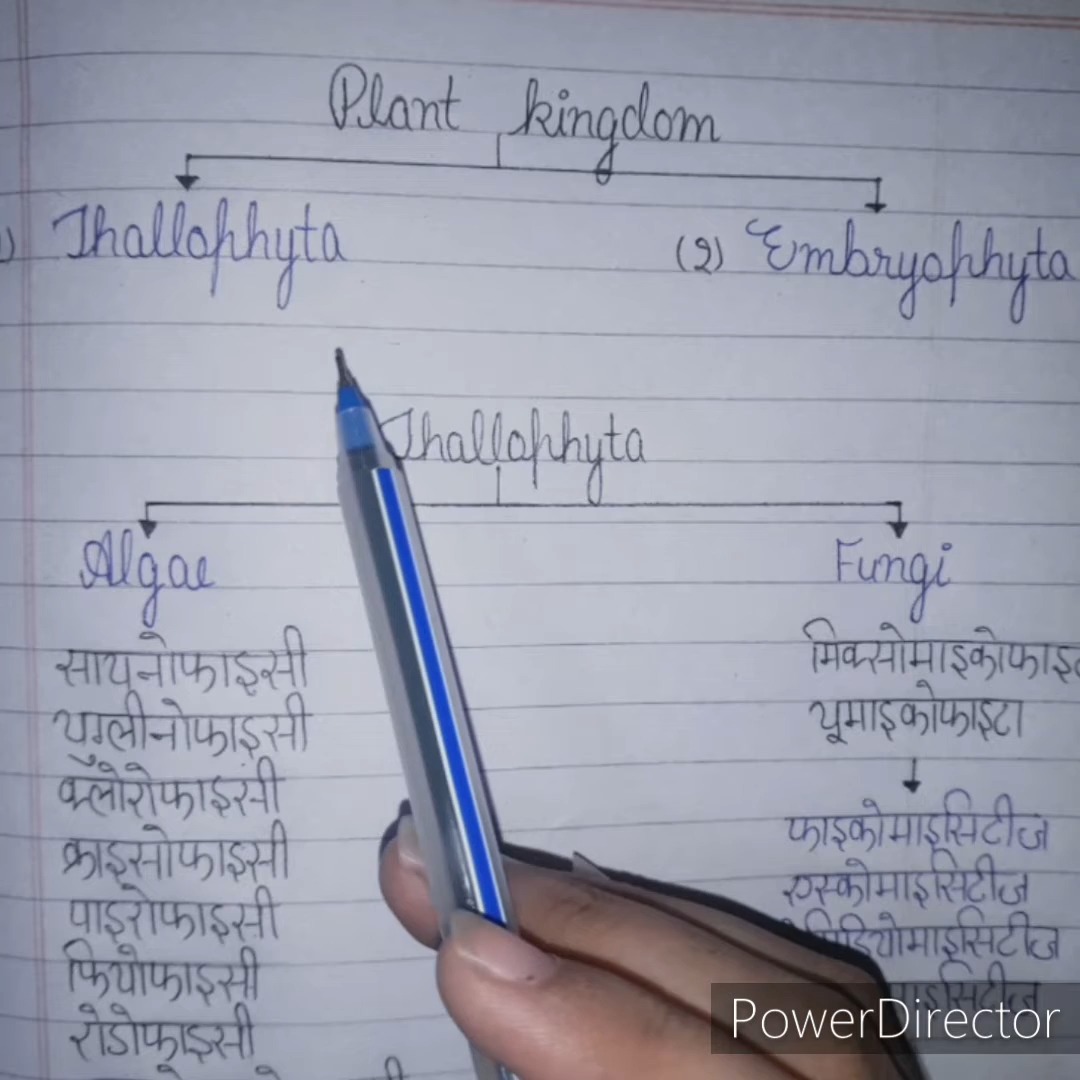 Plant kingdom
1) Thallophyta (2) Embryophyta
Thallophyta
Algae Fungi
सायनोफाइसी
युग्लीनोफाइसी
क्लोरोफाइसी
क्राइसोफाइसी
पाइरोफाइसी
फियोफाइसी
रोडोफाइसी
यूमाइकोफाइटा
फाइकोमाइसिटीज
एस्कोमाइसिटीज
PowerDirector